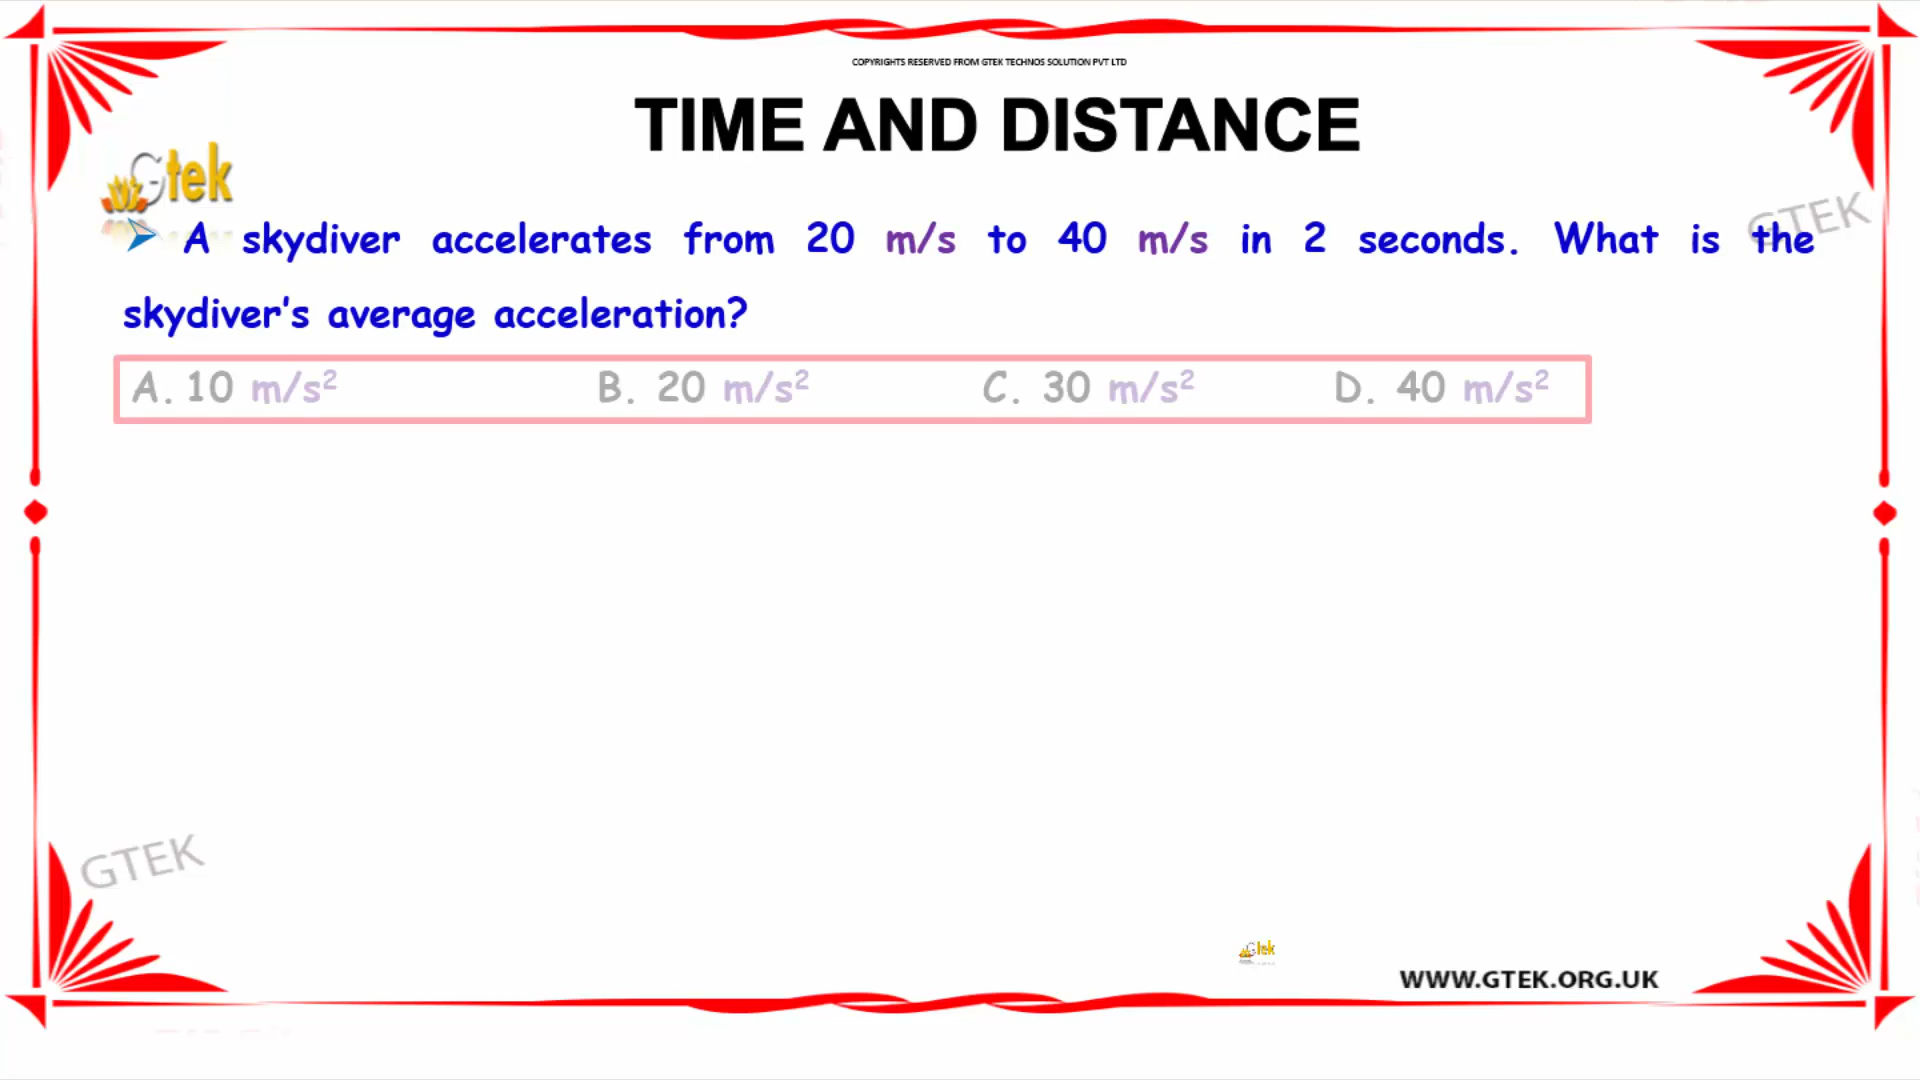 COPYRIGHTS RESERVED FROM GTEK TECHNOS SOLUTION PVT LTD
TIME AND DISTANCE
Gtek
GTEK
A skydiver accelerates from 20 m/s to 40 m/s in 2 seconds. What is the
skydiver's average acceleration?
A. 10 m/s² B. 20 m/s² C. 30 m/s² D. 40 m/s²
GTEK
Gtek
WWW.GTEK.ORG.UK